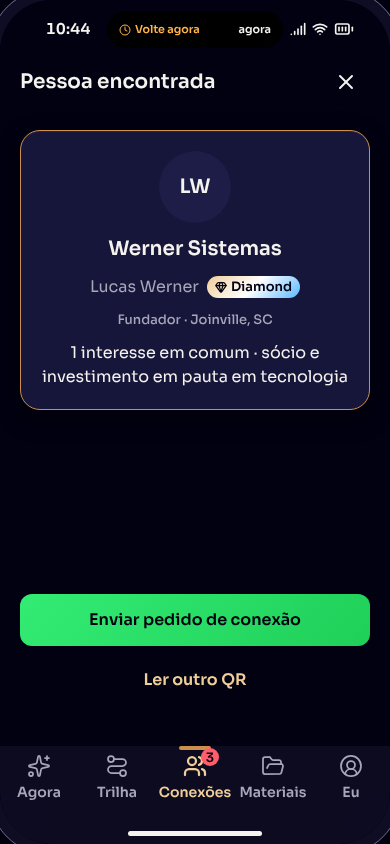 10:44
Volte agora
agora
Pessoa encontrada
LW
Werner Sistemas
Lucas Werner
Diamond
Fundador · Joinville, SC
1 interesse em comum · sócio e
investimento em pauta em tecnologia
Enviar pedido de conexão
Ler outro QR
3
Agora
Trilha
Conexões
Materiais
Eu